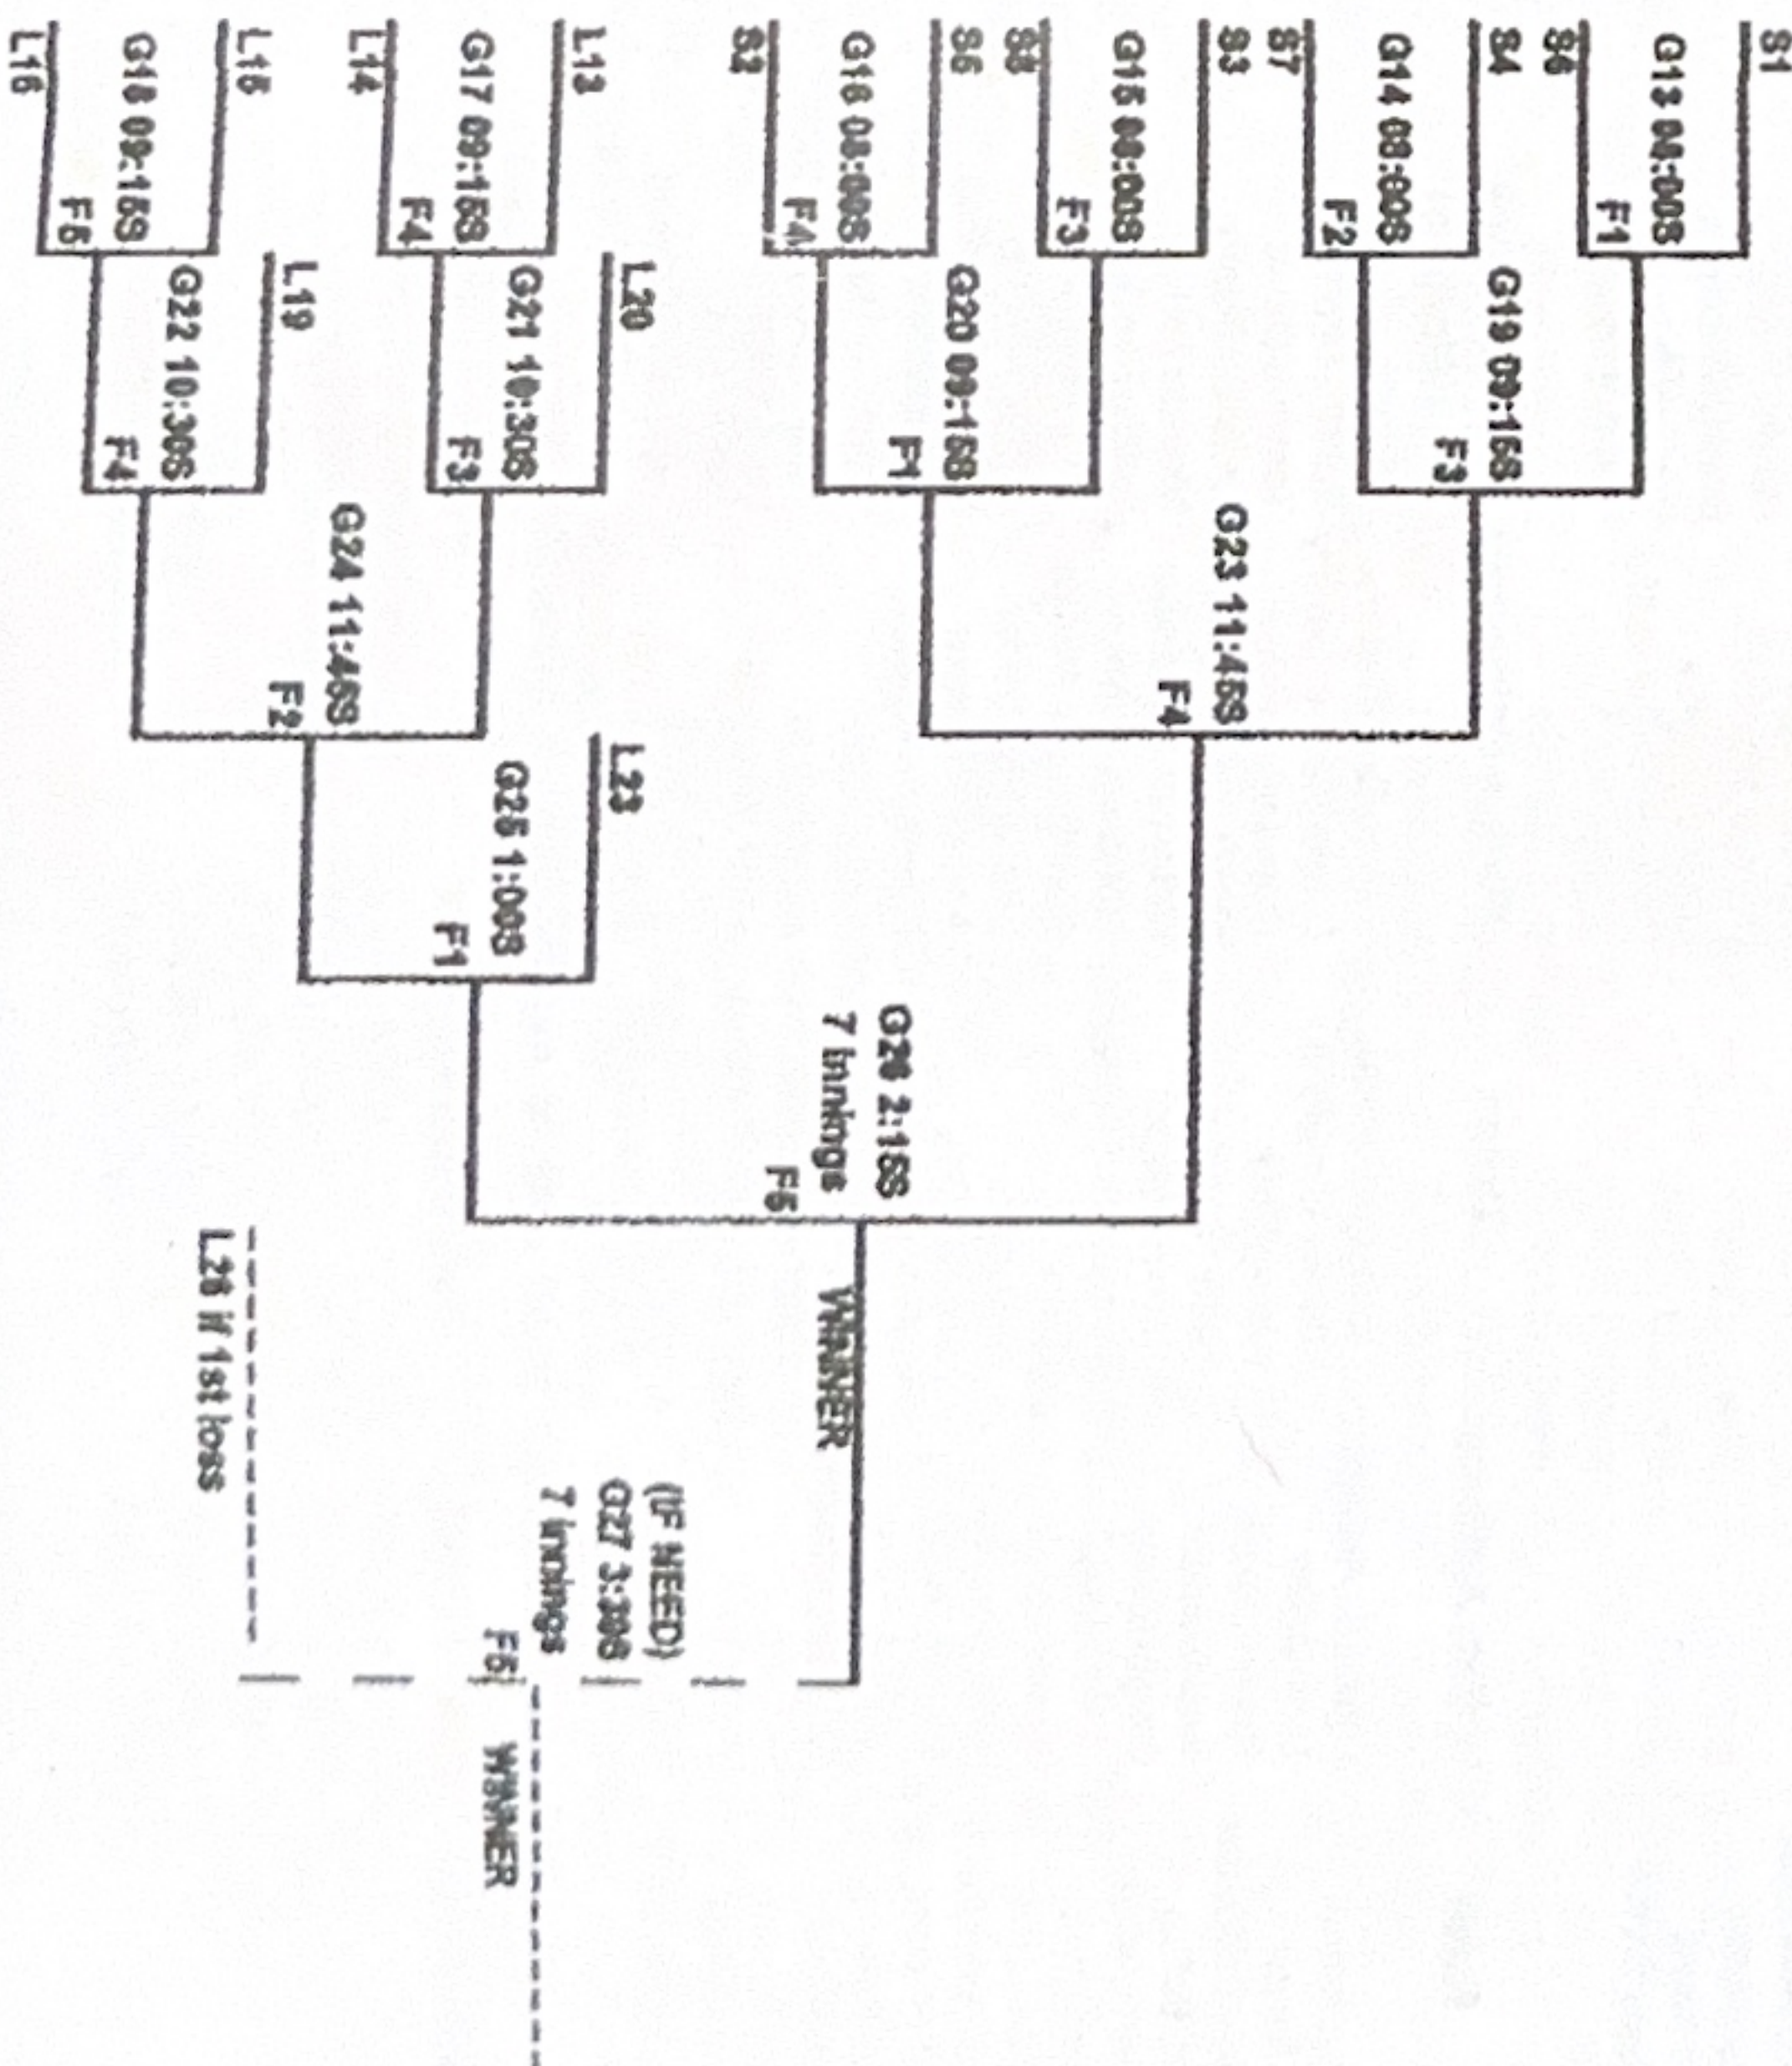 S1
G13 08:00S
F1
S6
G19 09:15S
F3
S4
G14 08:00S
F2
S7
G23 11:45S
F4
S3
G15 08:00S
F3
S8
G20 09:15S
F1
S5
G16 08:00S
F4
S2
G26 2:15S
7 innings
F5
WINNER
L20
L23
L13
G17 09:15S
F4
L14
G21 10:30S
F3
G25 1:00S
F1
(IF NEED)
G27 3:30S
7 innings
F5
WINNER
G24 11:45S
F2
L19
L15
G18 09:15S
F5
L16
G22 10:30S
F4
L26 if 1st loss